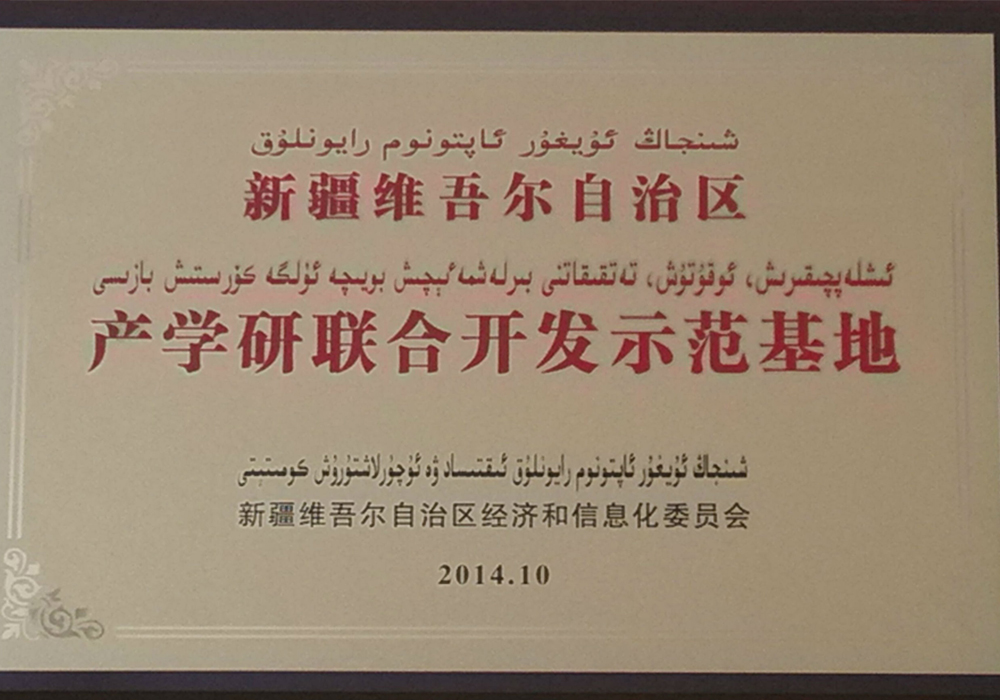 شىنجاڭ ئۇيغۇر ئاپتونوم رايونلۇق
新疆维吾尔自治区
ئىشلەپچىقىرىش، ئوقۇتۇش، تەتقىقاتنى بىرلەشمە ئېچىش بويىچە ئۈلگە كۆرسىتىش بازىسى
产学研联合开发示范基地
شىنجاڭ ئۇيغۇر ئاپتونوم رايونلۇق ئىقتىساد ۋە ئۇچۇرلاشتۇرۇش كومىتېتى
新疆维吾尔自治区经济和信息化委员会
2014.10